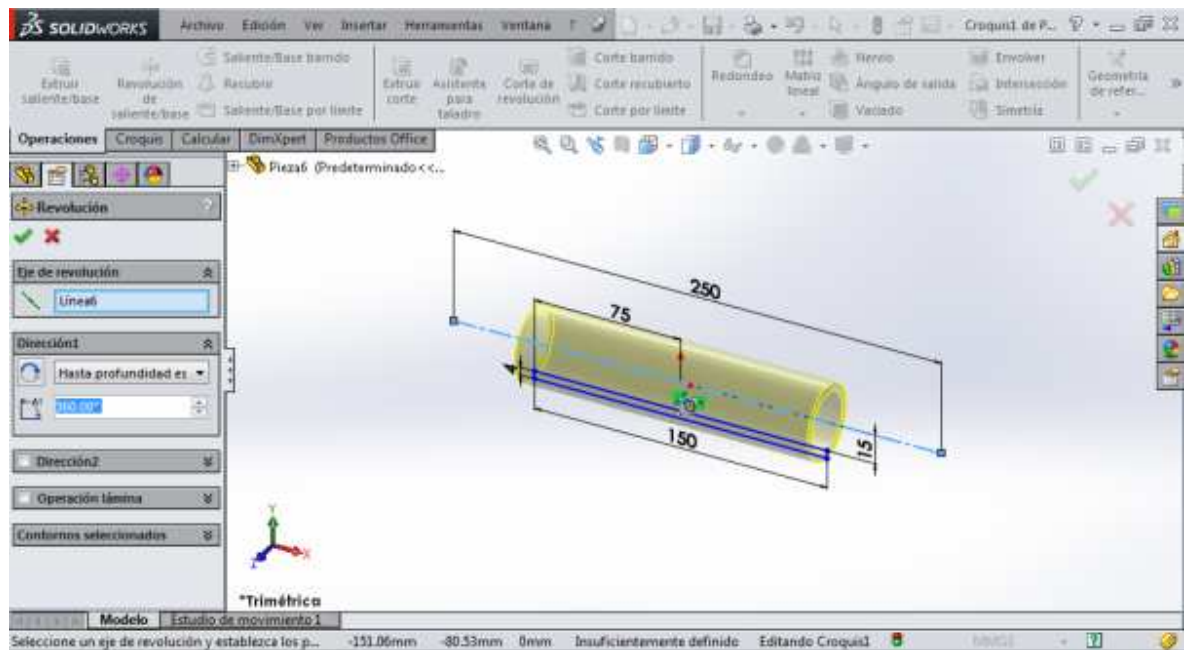 SOLIDWORKS Archivo Edición Ver Insertar Herramientas Ventana ? Croquis1 de P...
Extruir saliente/base
Revolución de saliente/base
Saliente/Base barrido
Recubrir
Saliente/Base por límite
Extruir corte
Asistente para taladro
Corte de revolución
Corte barrido
Corte recubierto
Corte por límite
Redondeo
Matriz lineal
Nervio
Ángulo de salida
Vaciado
Envolver
Intersección
Simetría
Geometría de refer...
Operaciones Croquis Calcular DimXpert Productos Office
Pieza6 (Predeterminado<<...
Revolución
Eje de revolución
Línea6
Dirección1
Hasta profundidad es
360.00°
Dirección2
Operación lámina
Contornos seleccionados
250
75
4
150
15
Y
X
Z
*Trimétrica
Modelo Estudio de movimiento 1
Seleccione un eje de revolución y establezca los p... -151.06mm -80.53mm 0mm Insuficientemente definido Editando Croquis1 MMGS